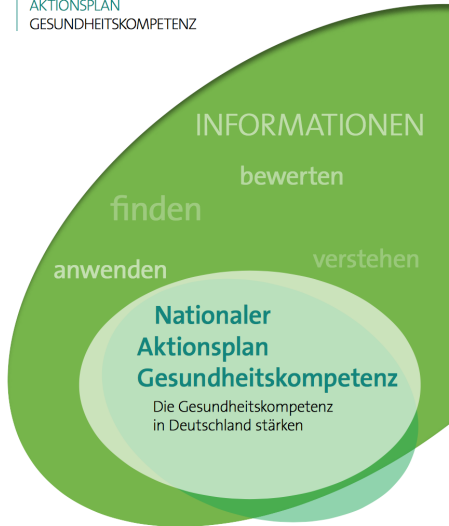 AKTIONSPLAN
GESUNDHEITSKOMPETENZ
INFORMATIONEN
bewerten
finden
verstehen
anwenden
Nationaler
Aktionsplan
Gesundheitskompetenz
Die Gesundheitskompetenz
in Deutschland stärken